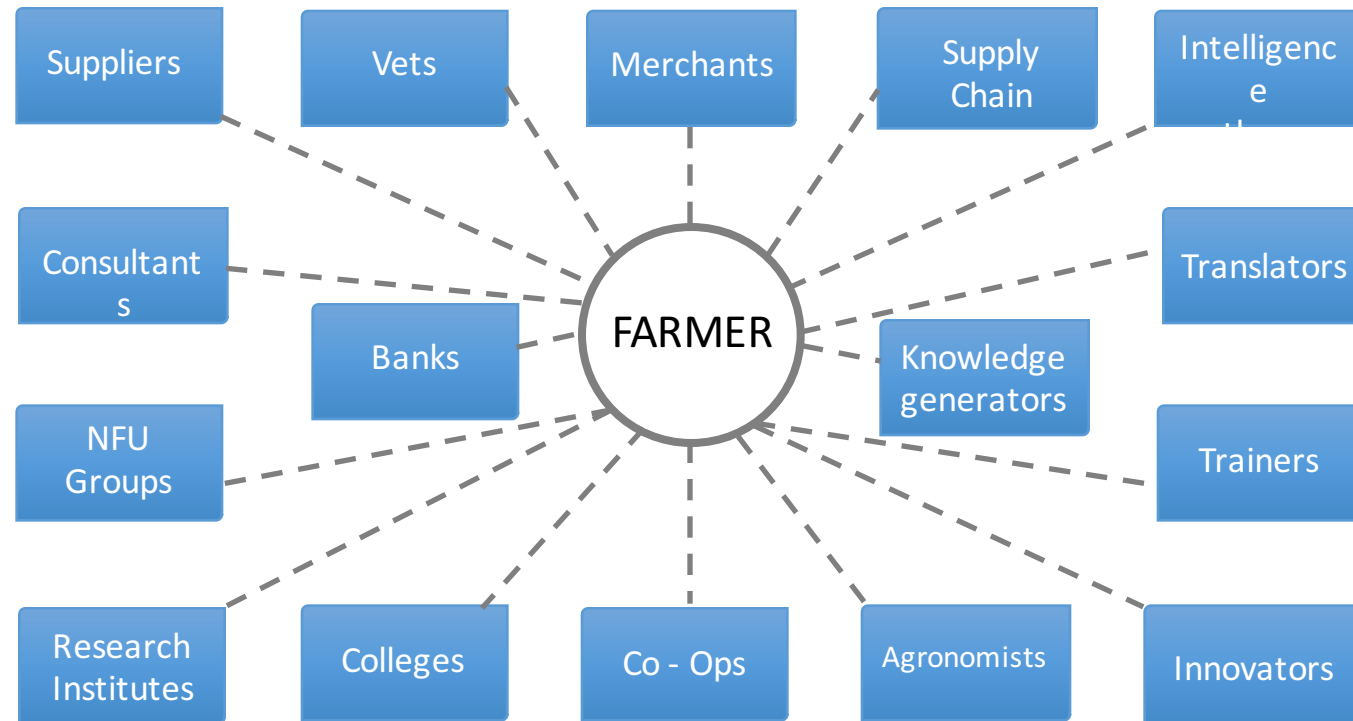 Suppliers
Vets
Merchants
Supply
Chain
Intelligenc
e
Consultant
s
Translators
Banks
FARMER
Knowledge
generators
NFU
Groups
Trainers
Research
Institutes
Colleges
Co - Ops
Agronomists
Innovators